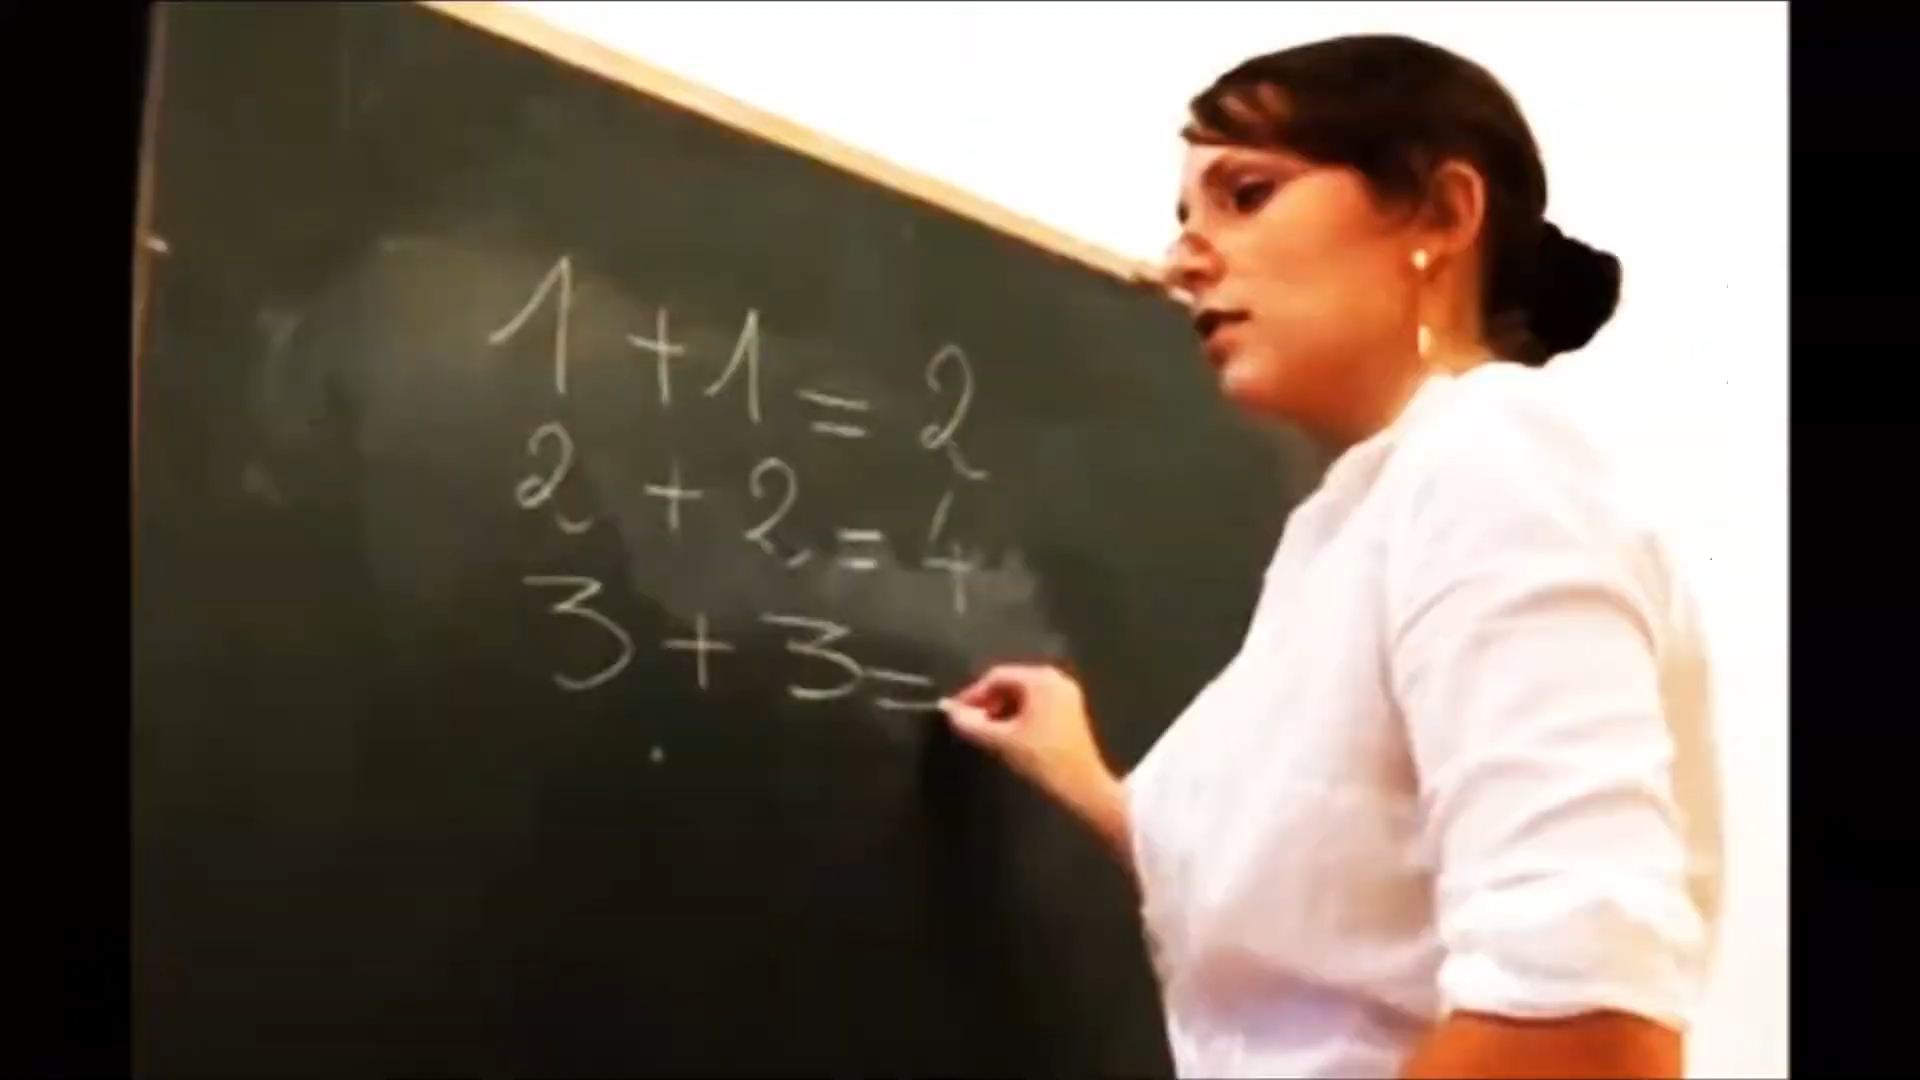 1 + 1 = 2
2 + 2 = 4
3 + 3 =